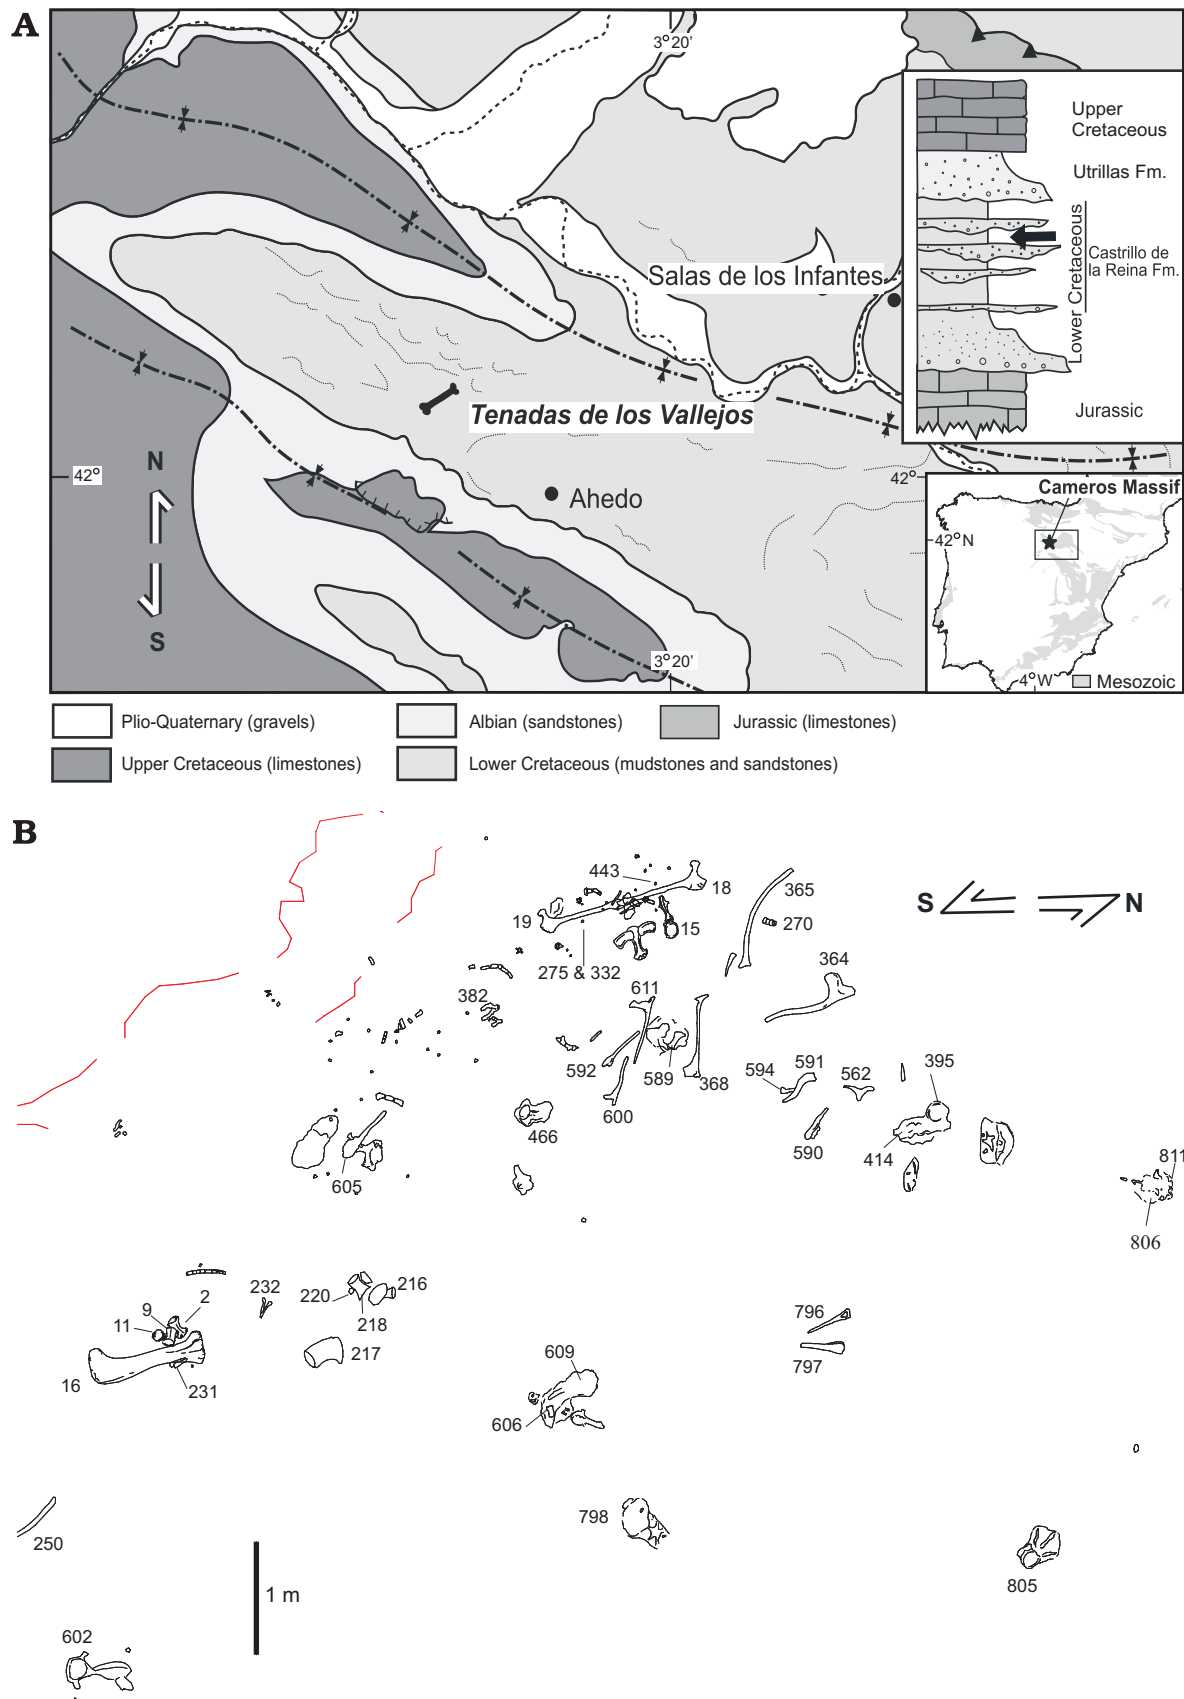 A
3°20'
Upper
Cretaceous
Utrillas Fm.
Lower Cretaceous
Castrillo de
la Reina Fm.
Jurassic
Salas de los Infantes
Tenadas de los Vallejos
N
S
42°
42°
Ahedo
3°20'
Cameros Massif
42°N
4°W
Mesozoic
Plio-Quaternary (gravels)
Albian (sandstones)
Jurassic (limestones)
Upper Cretaceous (limestones)
Lower Cretaceous (mudstones and sandstones)
B
443
18
365
S
N
19
15
270
275 & 332
364
382
611
592
589
368
594
591
562
395
600
466
590
414
811
605
806
232
220
216
9
2
218
11
796
217
609
797
16
231
606
798
250
1 m
805
602